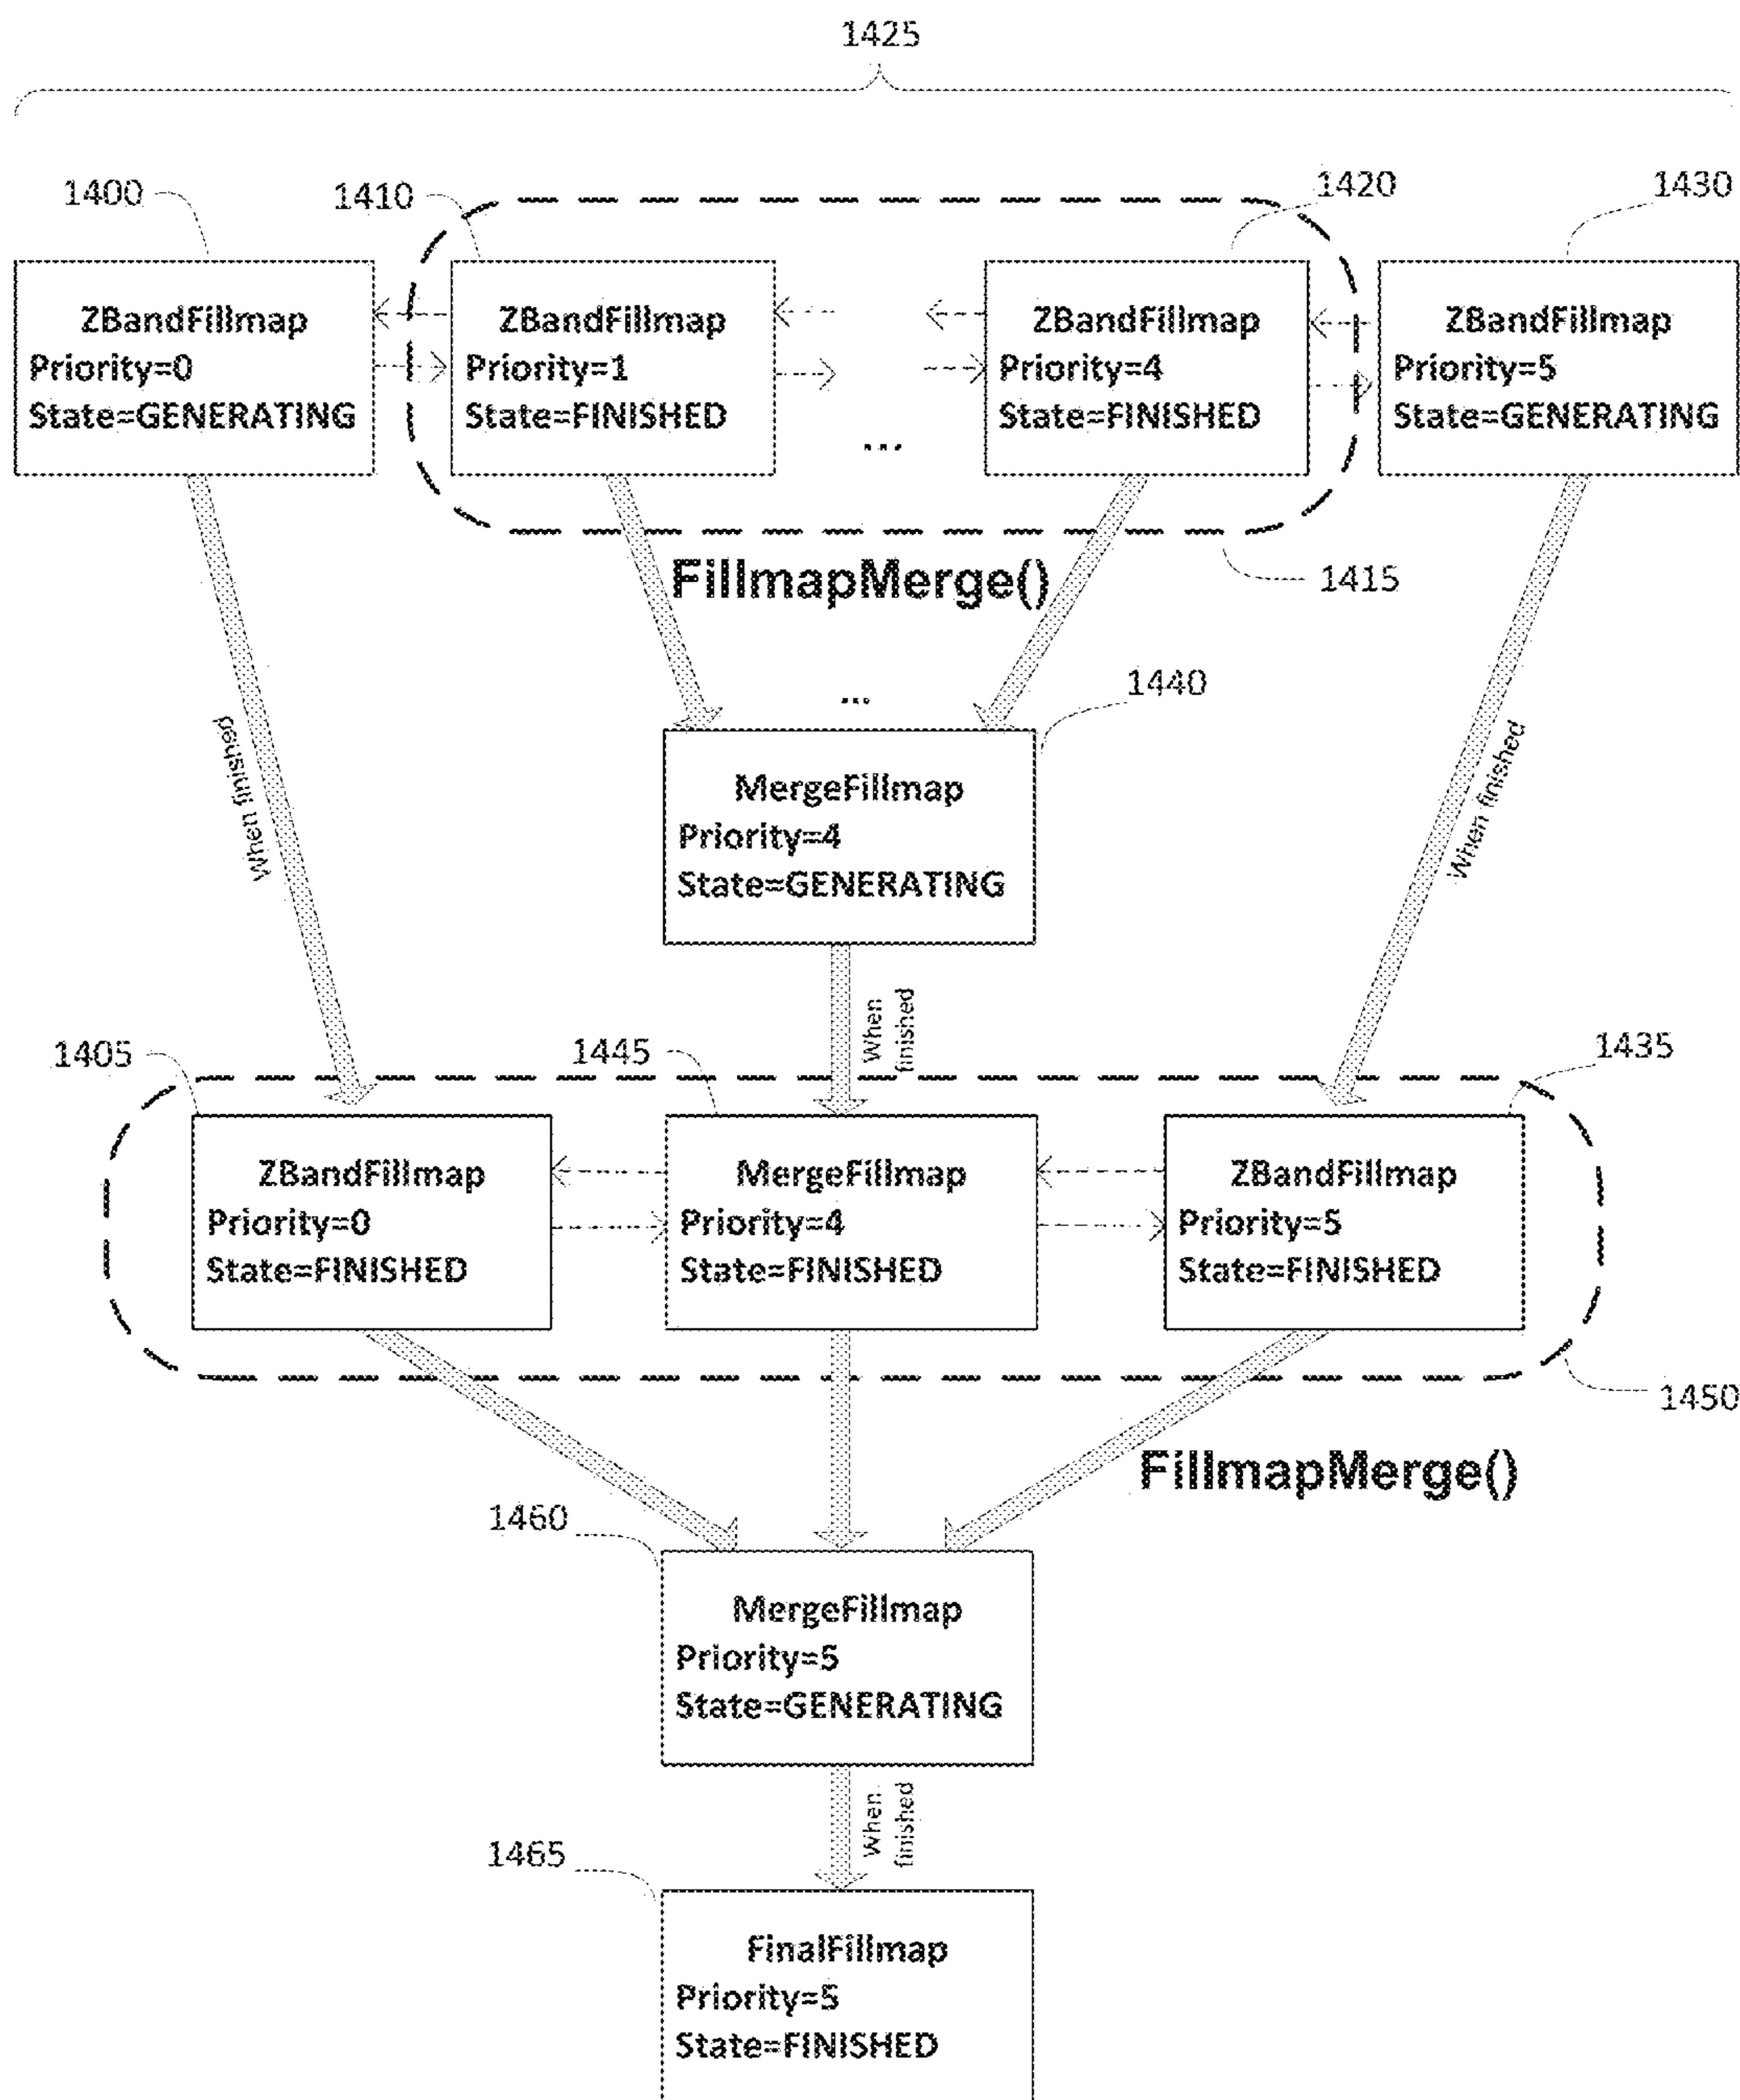 1425
1400
1410
1420
1430
ZBandFillmap
Priority=0
State=GENERATING
ZBandFillmap
Priority=1
State=FINISHED
...
ZBandFillmap
Priority=4
State=FINISHED
ZBandFillmap
Priority=5
State=GENERATING
FillmapMerge()
1415
...
1440
When finished
MergeFillmap
Priority=4
State=GENERATING
When finished
When
finished
1405
1445
1435
ZBandFillmap
Priority=0
State=FINISHED
MergeFillmap
Priority=4
State=FINISHED
ZBandFillmap
Priority=5
State=FINISHED
1450
FillmapMerge()
1460
MergeFillmap
Priority=5
State=GENERATING
When
finished
1465
FinalFillmap
Priority=5
State=FINISHED